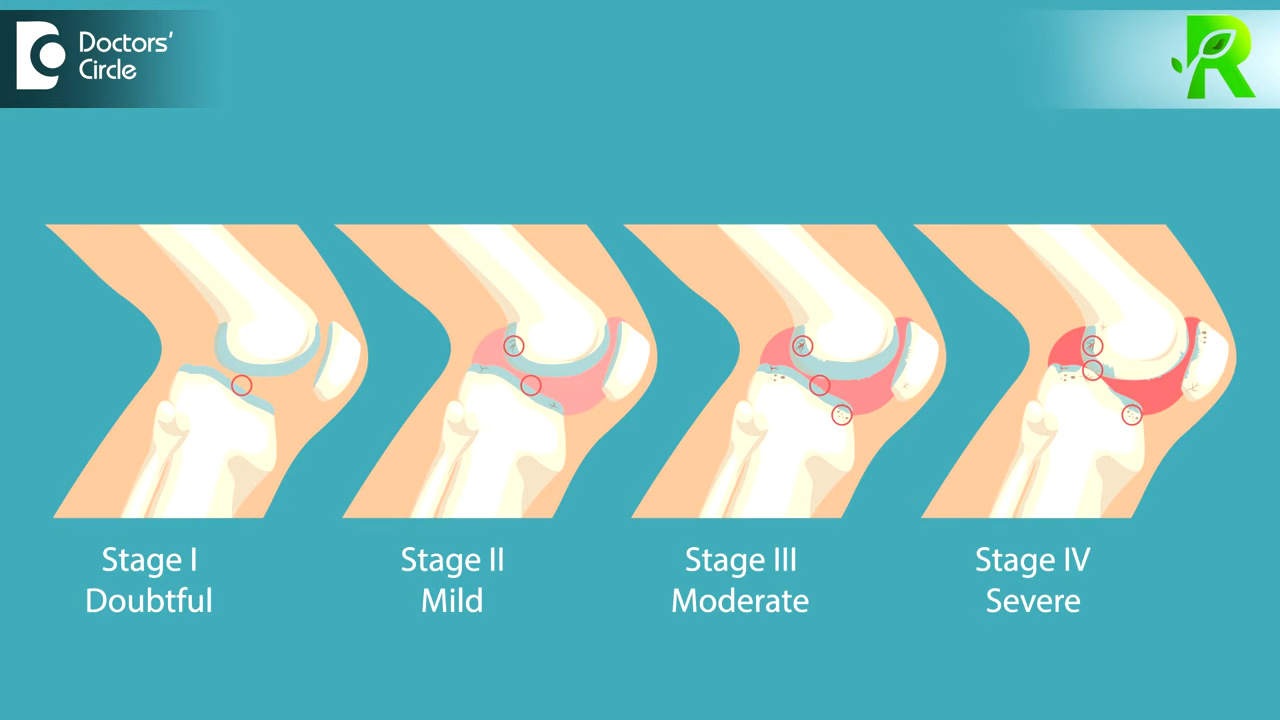 Doctors'
Circle
R
Stage I
Doubtful
Stage II
Mild
Stage III
Moderate
Stage IV
Severe